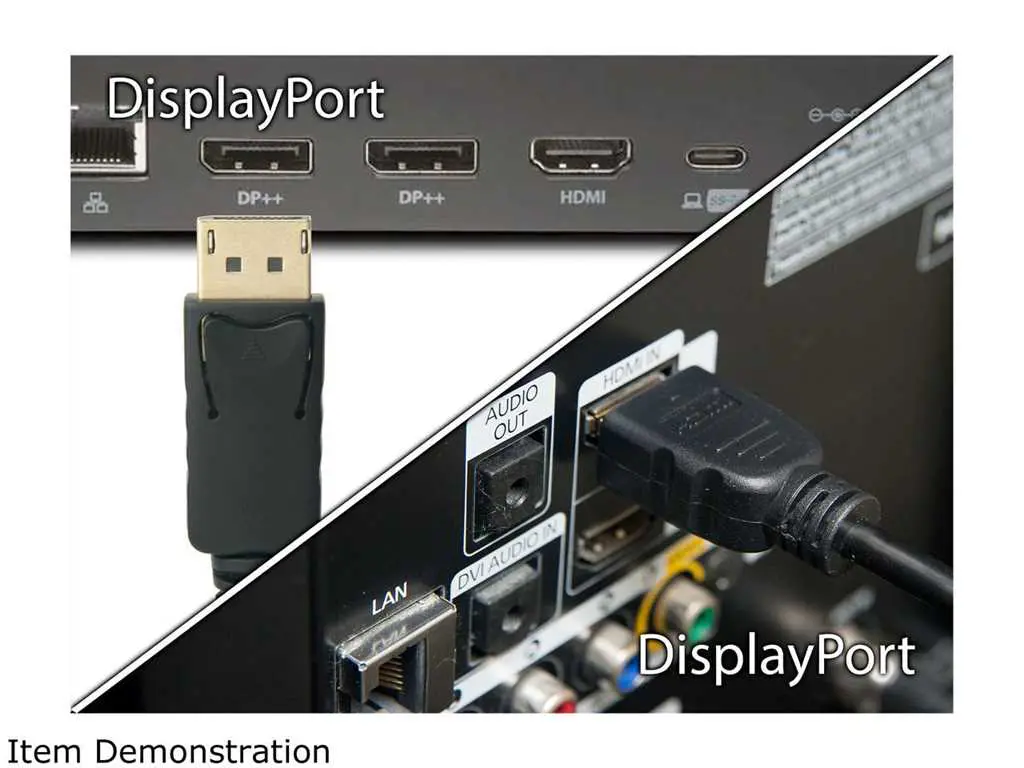 DisplayPort
DP++
DP++
HDMI
HDMI IN
AUDIO
OUT
DVI AUDIO IN
LAN
DisplayPort
Item Demonstration